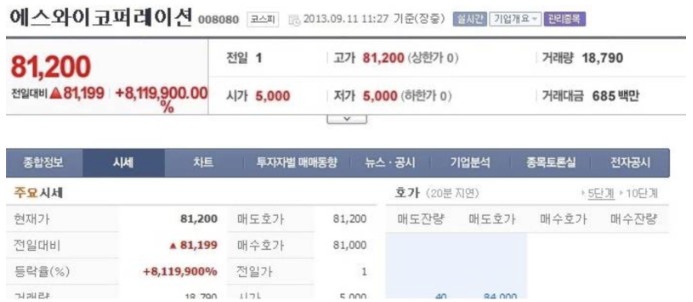 에스와이코퍼레이션 008080 코스피 2013.09.11 11:27 기준(장중) 실시간 기업개요 관리종목
81,200
전일대비 ▲81,199 +8,119,900.00%
전일 1 고가 81,200 (상한가 0) 거래량 18,790
시가 5,000 저가 5,000 (하한가 0) 거래대금 685 백만
종합정보 시세 차트 투자자별 매매동향 뉴스·공시 기업분석 종목토론실 전자공시
주요시세
현재가 81,200 매도호가 81,200
전일대비 ▲ 81,199 매수호가 81,000
등락률(%) +8,119,900% 전일가 1
거래량 18,790 시가 5,000
호가 (20분 지연) 5단계 10단계
매도잔량 매도호가 매수호가 매수잔량
40 84,000